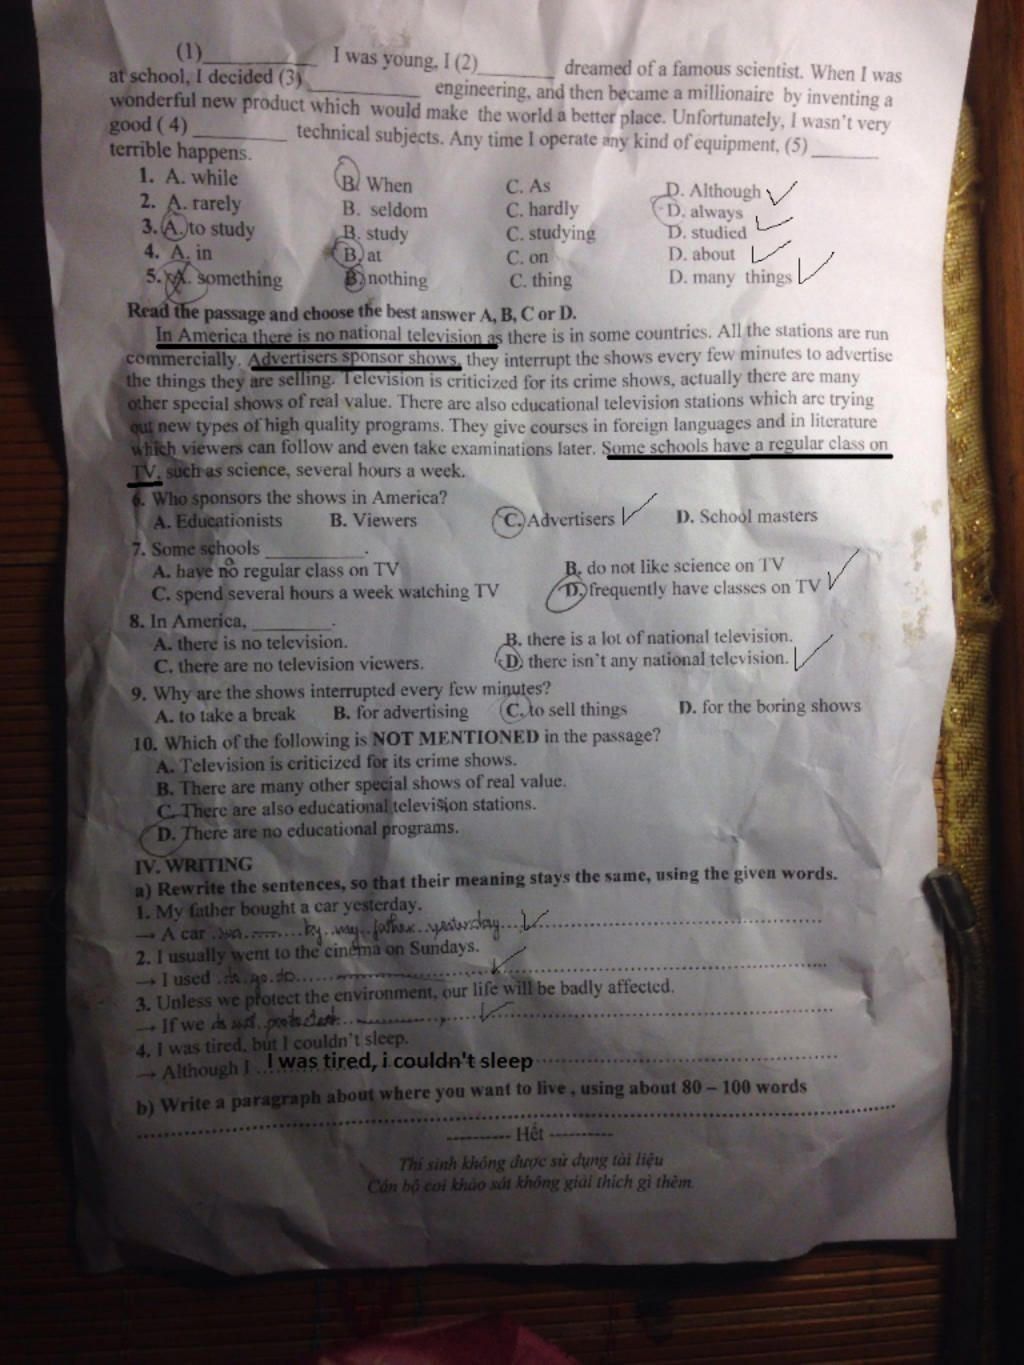 (1)__________ I was young, I (2)________ dreamed of a famous scientist. When I was
at school, I decided (3)____________ engineering, and then became a millionaire by inventing a
wonderful new product which would make the world a better place. Unfortunately, I wasn't very
good ( 4) __________ technical subjects. Any time I operate any kind of equipment, (5)_______
terrible happens.
1. A. while B. When C. As D. Although
2. A. rarely B. seldom C. hardly D. always
3. A. to study B. study C. studying D. studied
4. A. in B. at C. on D. about
5. A. something B. nothing C. thing D. many things
Read the passage and choose the best answer A, B, C or D.
In America there is no national television as there is in some countries. All the stations are run
commercially. Advertisers sponsor shows, they interrupt the shows every few minutes to advertise
the things they are selling. Television is criticized for its crime shows, actually there are many
other special shows of real value. There are also educational television stations which are trying
out new types of high quality programs. They give courses in foreign languages and in literature
which viewers can follow and even take examinations later. Some schools have a regular class on
TV, such as science, several hours a week.
6. Who sponsors the shows in America?
A. Educationists B. Viewers C. Advertisers D. School masters
7. Some schools __________.
A. have no regular class on TV B. do not like science on TV
C. spend several hours a week watching TV D. frequently have classes on TV
8. In America, ________.
A. there is no television. B. there is a lot of national television.
C. there are no television viewers. D. there isn't any national television.
9. Why are the shows interrupted every few minutes?
A. to take a break B. for advertising C. to sell things D. for the boring shows
10. Which of the following is NOT MENTIONED in the passage?
A. Television is criticized for its crime shows.
B. There are many other special shows of real value.
C. There are also educational television stations.
D. There are no educational programs.
IV. WRITING
a) Rewrite the sentences, so that their meaning stays the same, using the given words.
1. My father bought a car yesterday.
→ A car was by my father yesterday
2. I usually went to the cinema on Sundays.
→ I used to go to
3. Unless we protect the environment, our life will be badly affected.
→ If we do not
4. I was tired, but I couldn't sleep.
→ Although I I was tired, i couldn't sleep
b) Write a paragraph about where you want to live , using about 80 – 100 words
---------- Hết ----------
Thí sinh không được sử dụng tài liệu
Cán bộ coi khảo sát không giải thích gì thêm